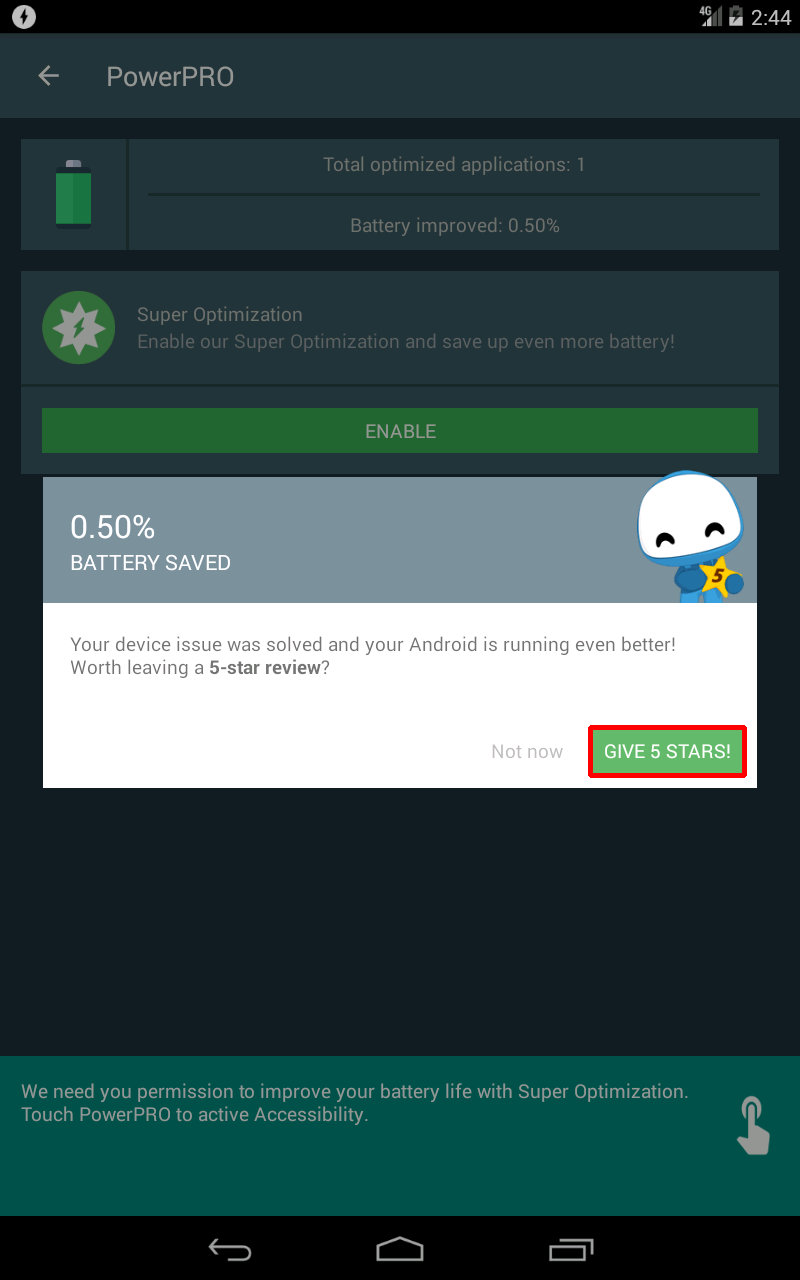 4G 2:44
PowerPRO
Total optimized applications: 1
Battery improved: 0.50%
Super Optimization
Enable our Super Optimization and save up even more battery!
ENABLE
0.50%
BATTERY SAVED
5
Your device issue was solved and your Android is running even better!
Worth leaving a 5-star review?
Not now
GIVE 5 STARS!
We need you permission to improve your battery life with Super Optimization.
Touch PowerPRO to active Accessibility.